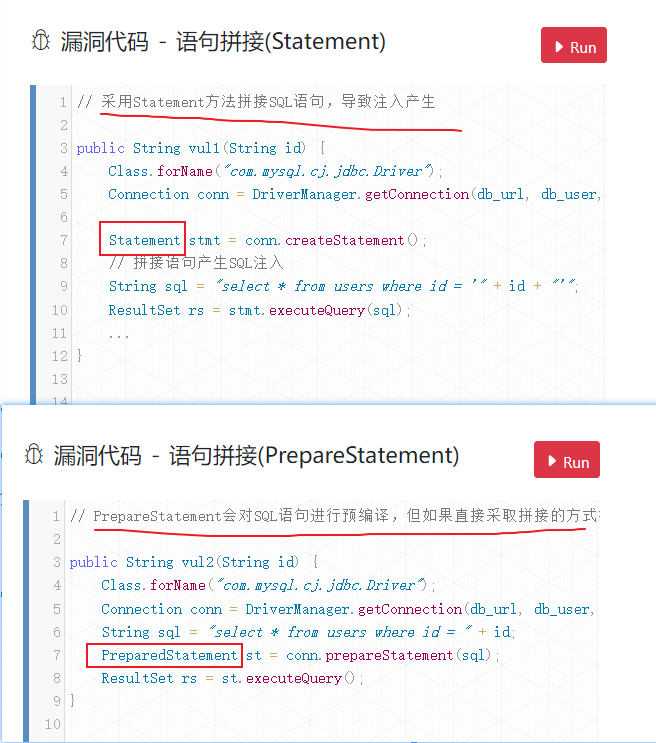 漏洞代码 - 语句拼接(Statement)
Run
1 // 采用Statement方法拼接SQL语句，导致注入产生
2
3 public String vul1(String id) {
4     Class.forName("com.mysql.cj.jdbc.Driver");
5     Connection conn = DriverManager.getConnection(db_url, db_user,
6
7     Statement stmt = conn.createStatement();
8     // 拼接语句产生SQL注入
9     String sql = "select * from users where id = '" + id + "'";
10     ResultSet rs = stmt.executeQuery(sql);
11     ...
12 }
13
14
漏洞代码 - 语句拼接(PrepareStatement)
Run
1 // PrepareStatement会对SQL语句进行预编译，但如果直接采取拼接的方式
2
3 public String vul2(String id) {
4     Class.forName("com.mysql.cj.jdbc.Driver");
5     Connection conn = DriverManager.getConnection(db_url, db_user,
6     String sql = "select * from users where id = " + id;
7     PreparedStatement st = conn.prepareStatement(sql);
8     ResultSet rs = st.executeQuery();
9 }
10